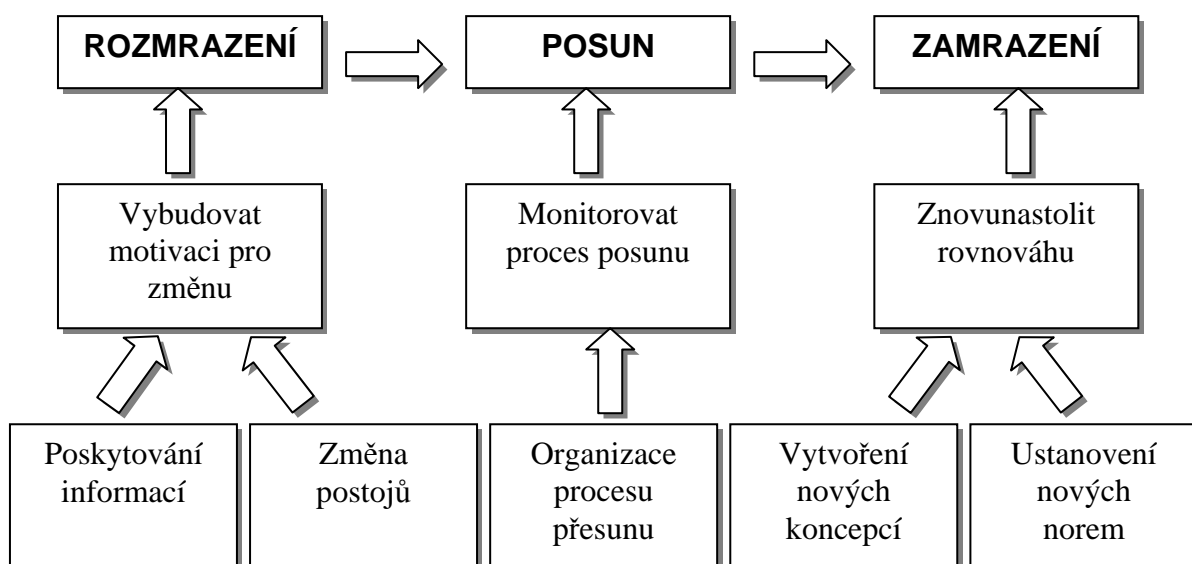 ROZMRAZENÍ
POSUN
ZAMRAZENÍ
Vybudovat
motivaci pro
změnu
Monitorovat
proces posunu
Znovunastolit
rovnováhu
Poskytování
informací
Změna
postojů
Organizace
procesu
přesunu
Vytvoření
nových
koncepcí
Ustanovení
nových
norem